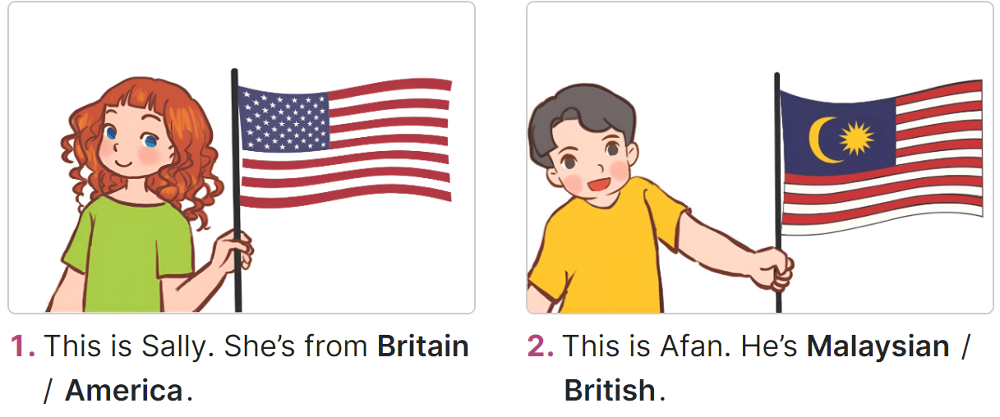 1. This is Sally. She’s from Britain
/ America.
2. This is Afan. He’s Malaysian /
British.